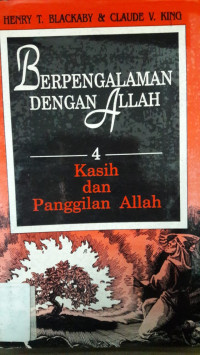 HENRY T. BLACKABY & CLAUDE V. KING
BERPENGALAMAN
DENGAN ALLAH
4
Kasih
dan
Panggilan Allah